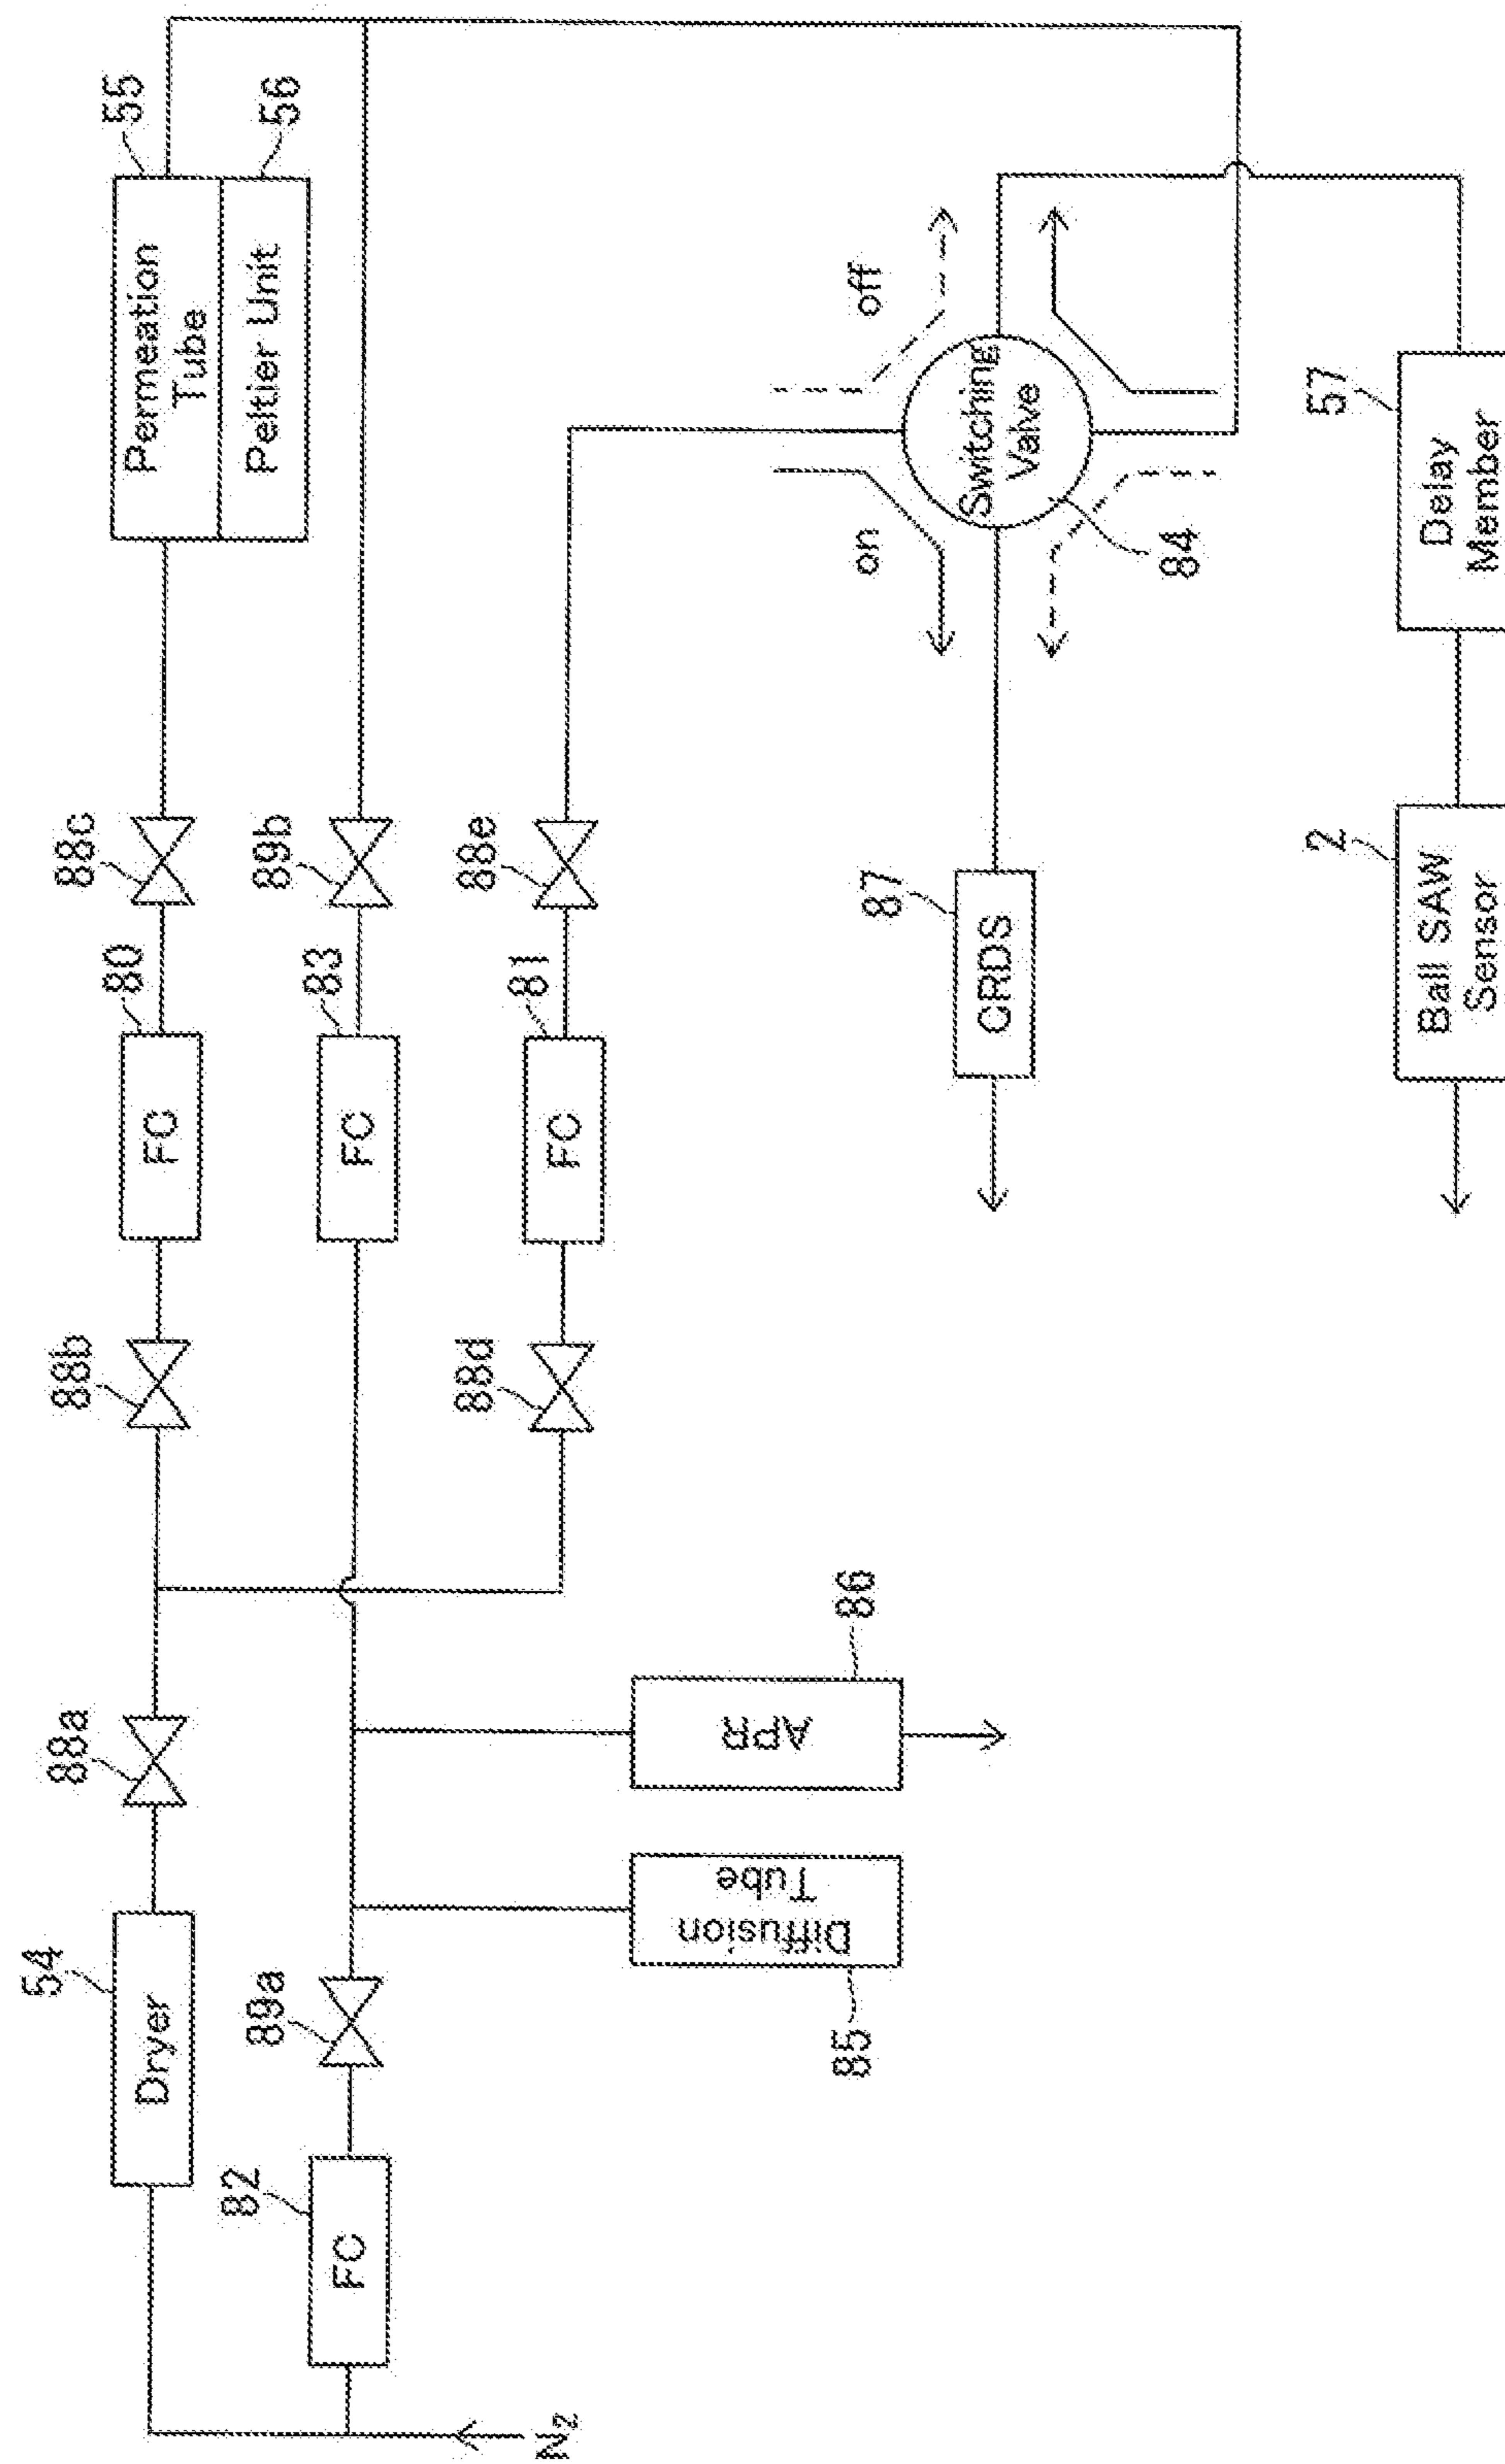 54
Dryer
88a
88b
80
FC
88c
55
Permeation
Tube
56
Peltier Unit
82
FC
89a
83
FC
89b
88d
81
FC
88e
N₂
85
Diffusion
Tube
86
APR
87
CRDS
on
off
Switching
Valve
84
2
Ball SAW
Sensor
57
Delay
Member